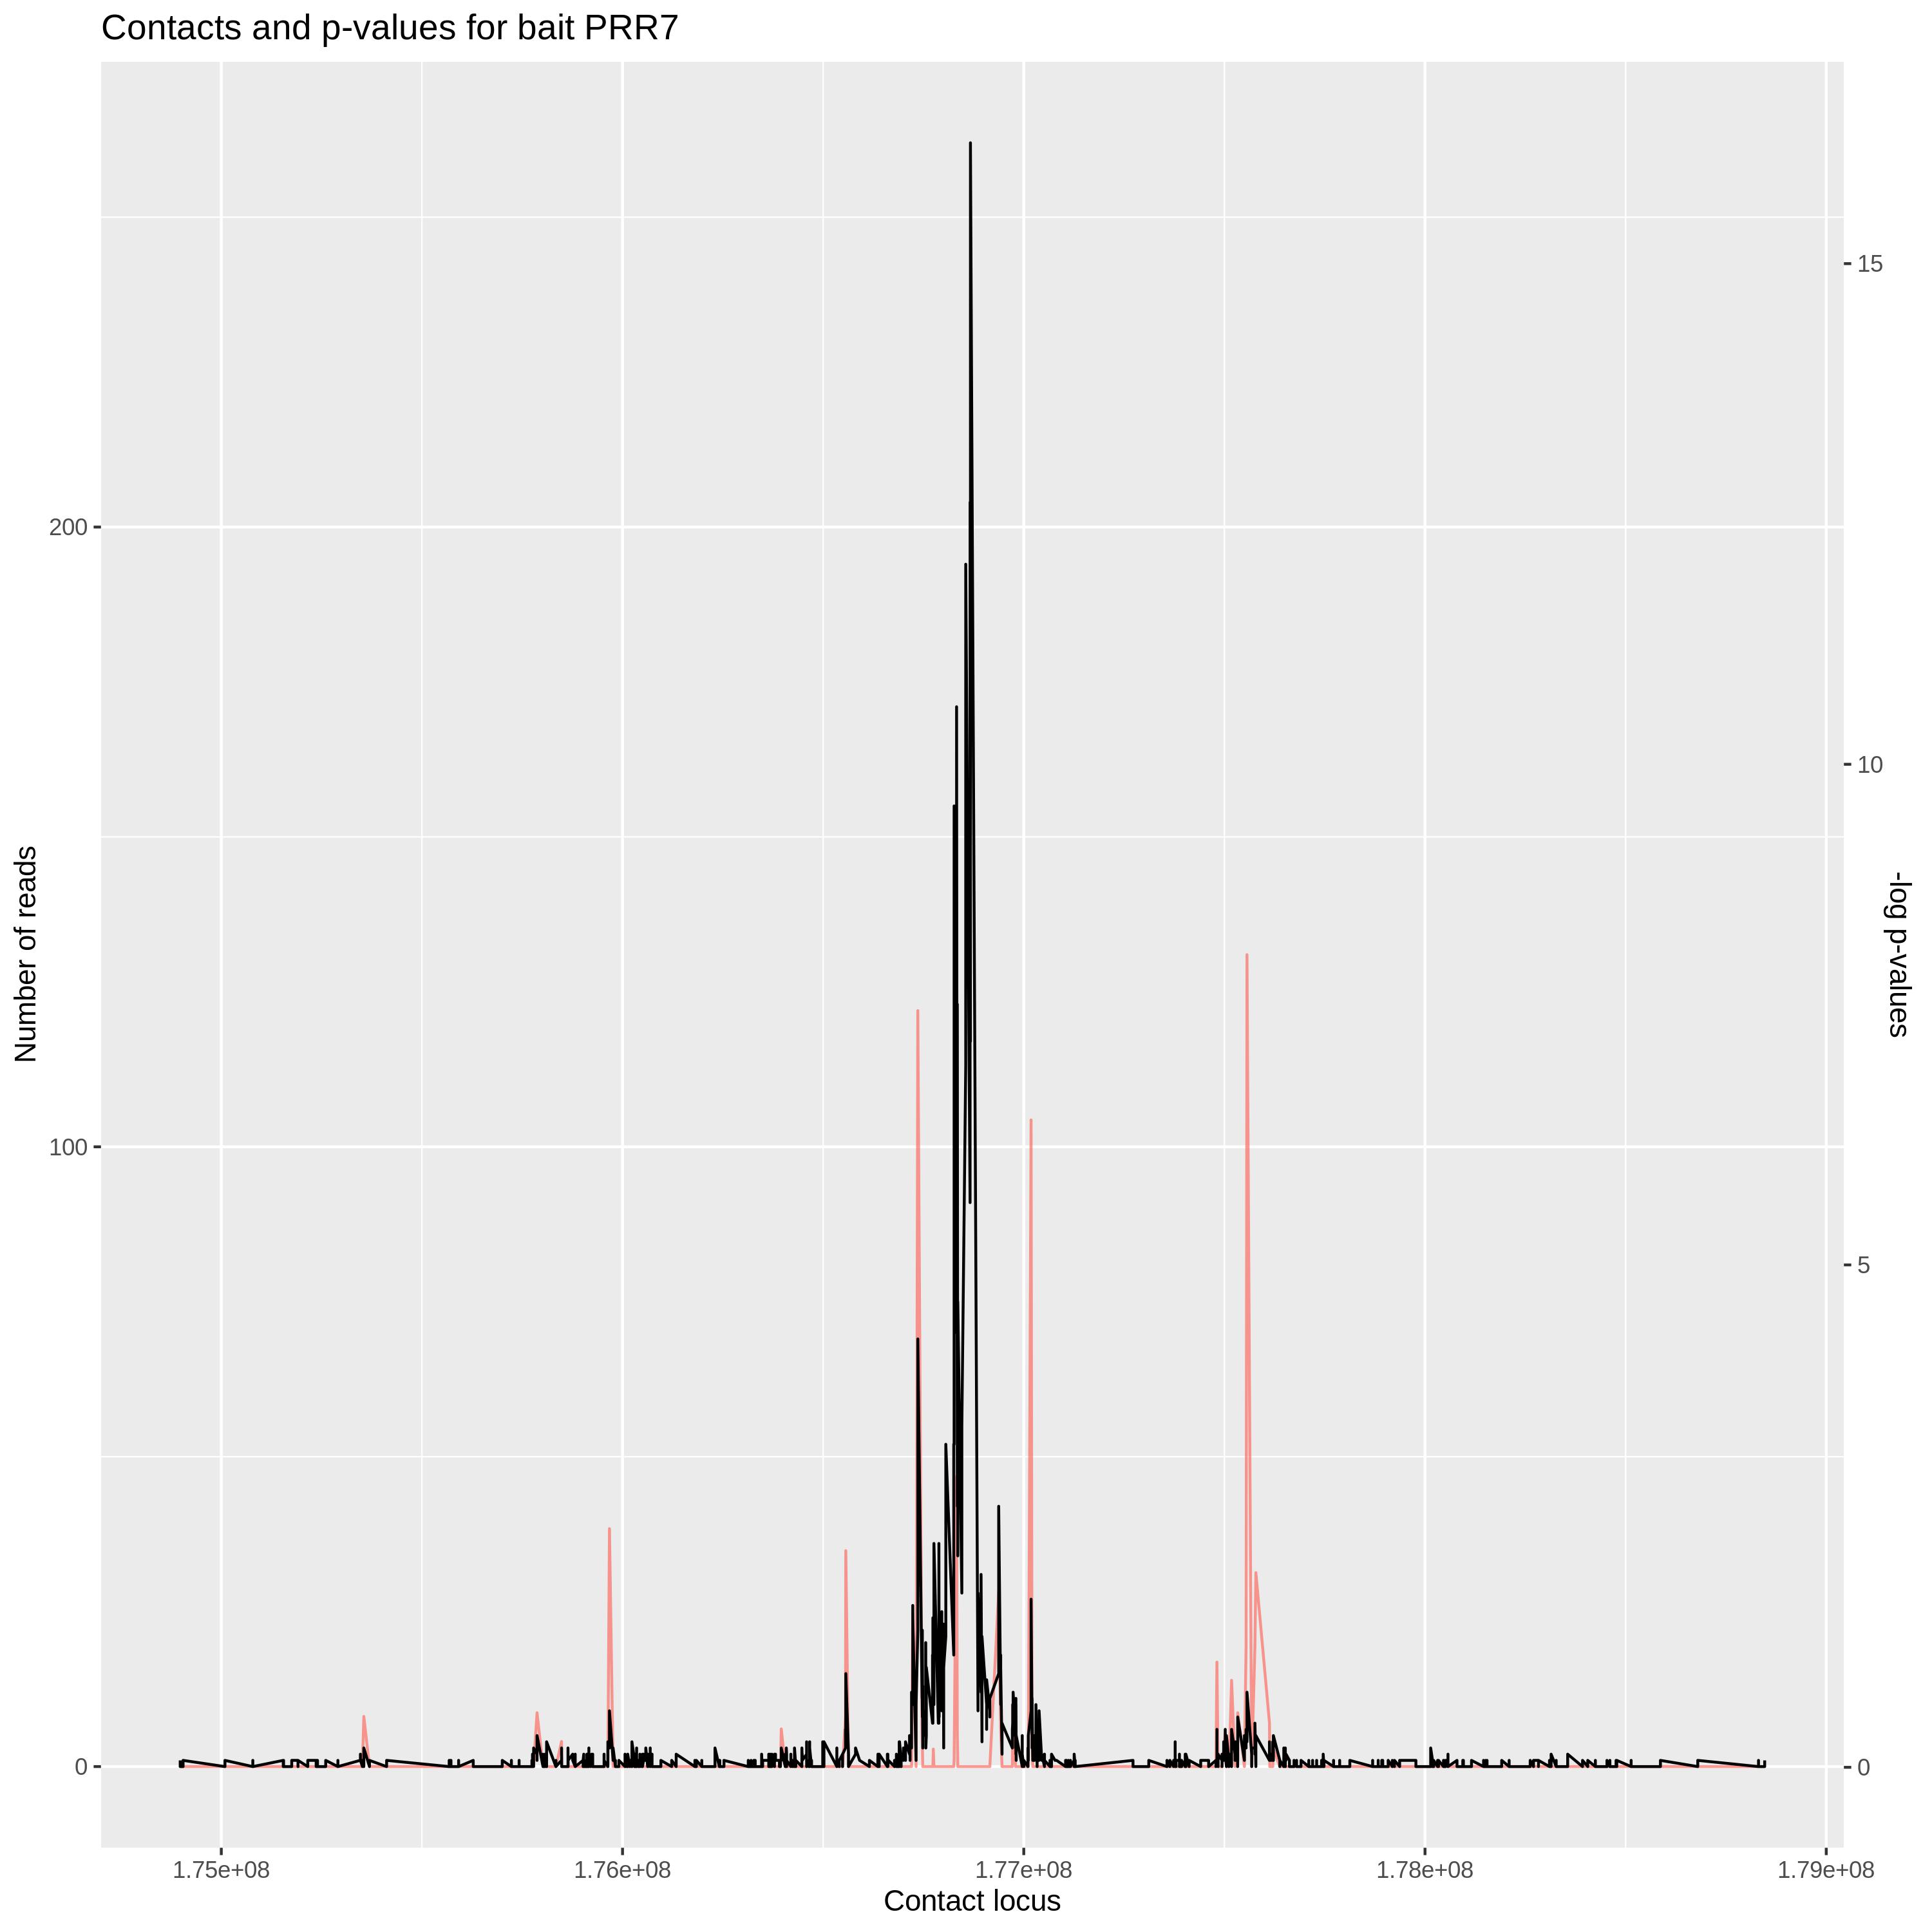 Contacts and p-values for bait PRR7
Number of reads
200
100
0
15
10
5
0
-log p-values
1.75e+08 1.76e+08 1.77e+08 1.78e+08 1.79e+08
Contact locus